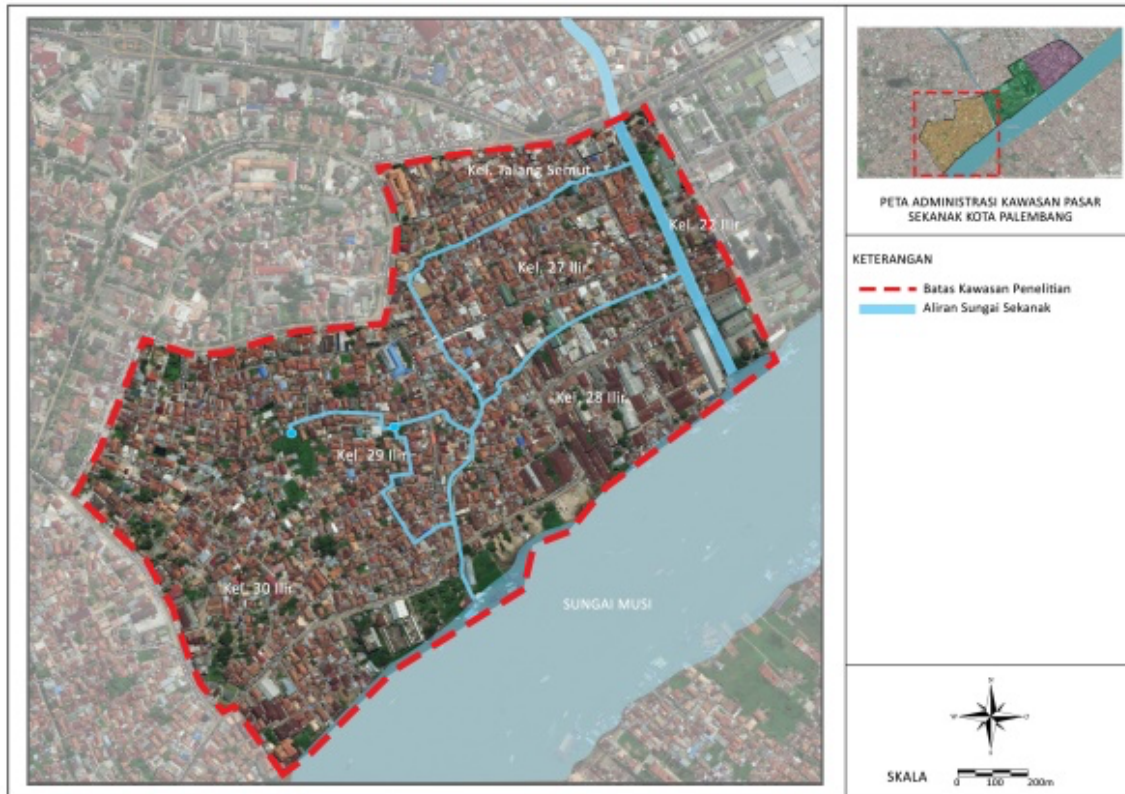 Kel. Talang Semut
Kel. 22 Ilir
Kel. 27 Ilir
Kel. 28 Ilir
Kel. 29 Ilir
Kel. 30 Ilir
SUNGAI MUSI
PETA ADMINISTRASI KAWASAN PASAR
SEKANAK KOTA PALEMBANG
KETERANGAN
Batas Kawasan Penelitian
Aliran Sungai Sekanak
SKALA
0 100 200m